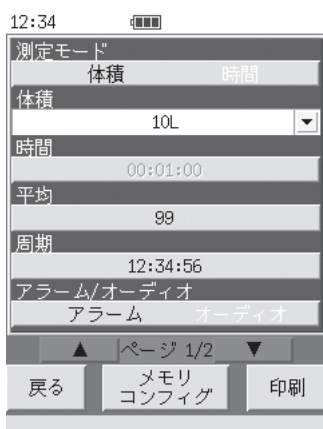 12:34
測定モード
体積 時間
体積
10L
時間
00:01:00
平均
99
周期
12:34:56
アラーム/オーディオ
アラーム オーディオ
▲ ページ 1/2 ▼
戻る メモリ コンフィグ 印刷